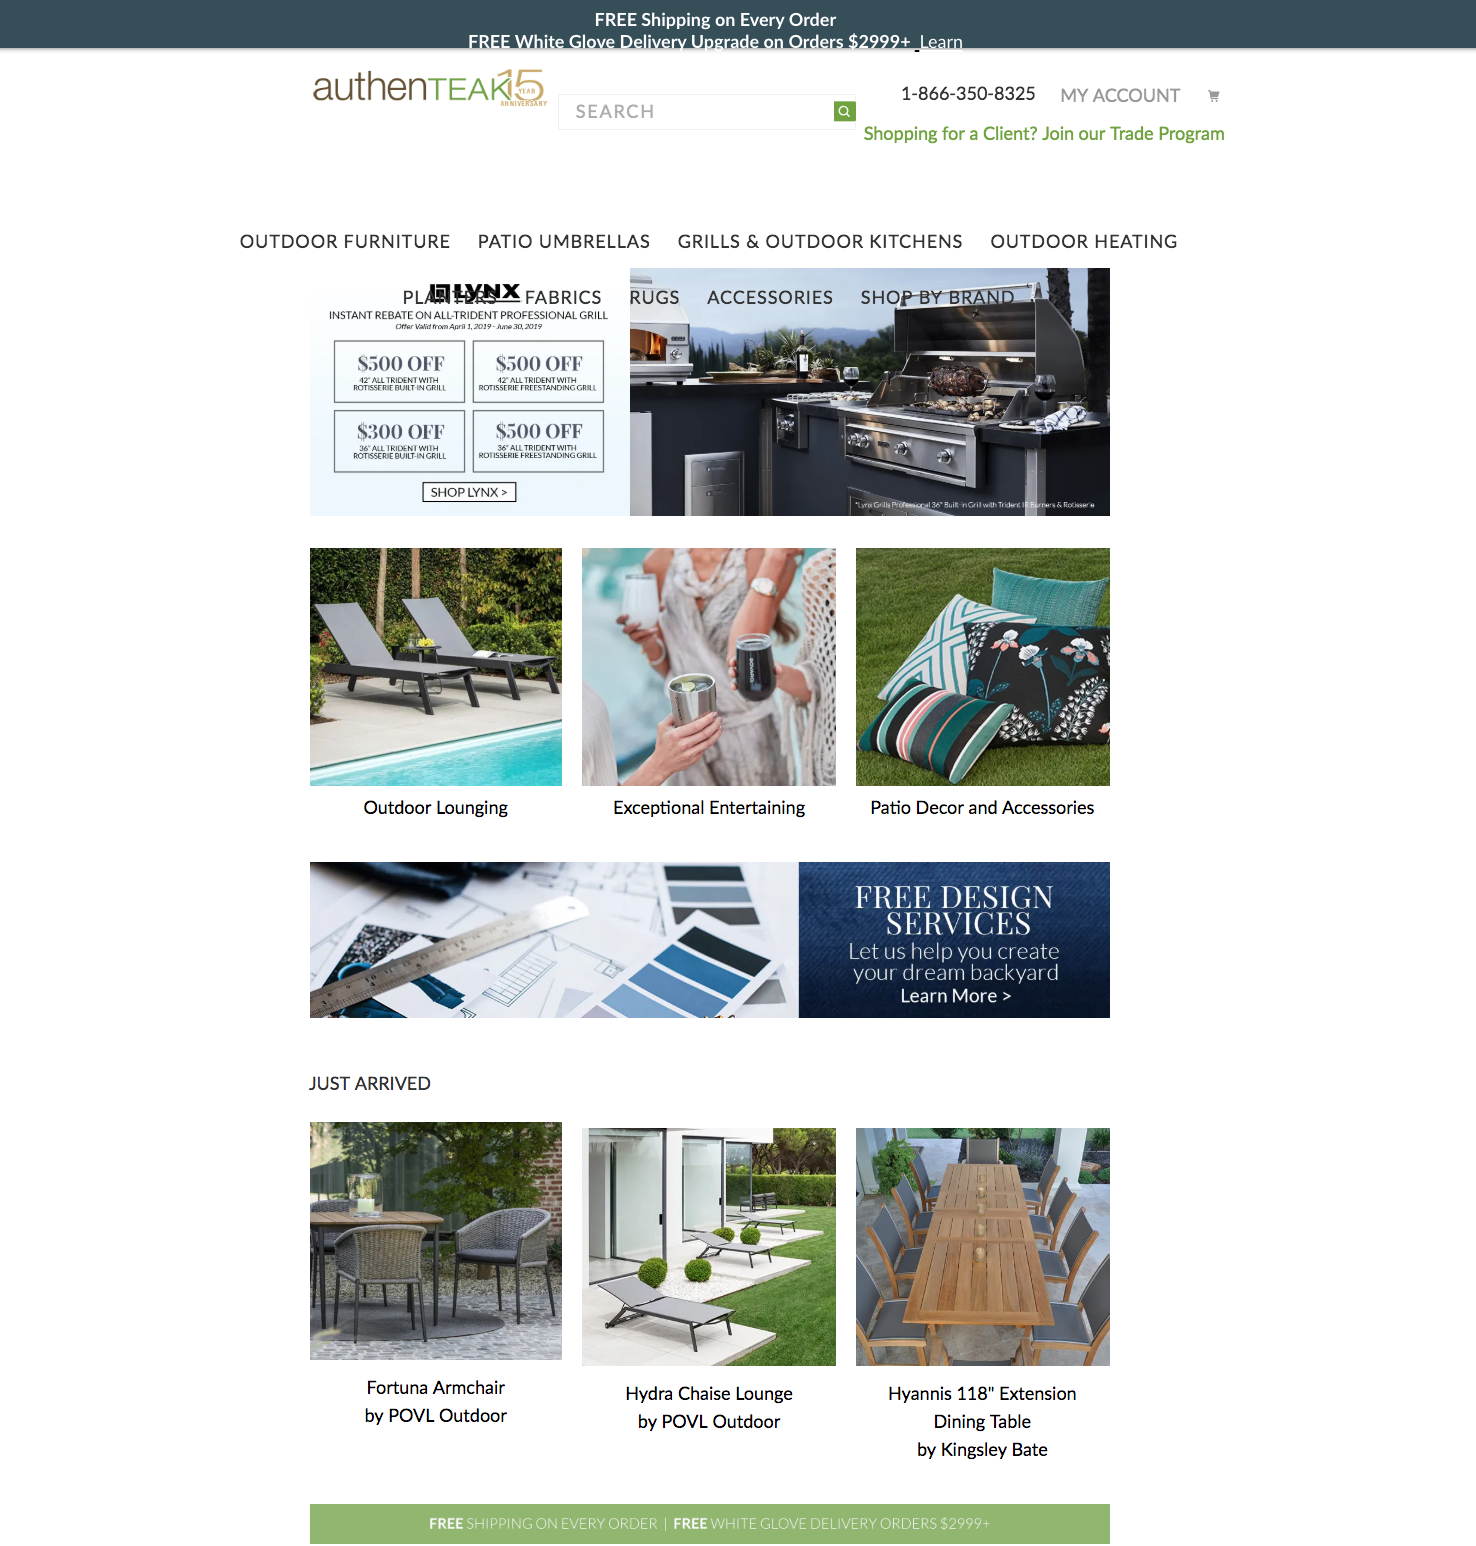 FREE Shipping on Every Order
FREE White Glove Delivery Upgrade on Orders $2999+ Learn
authenTEAK 15 YEAR ANNIVERSARY
SEARCH
1-866-350-8325 MY ACCOUNT
Shopping for a Client? Join our Trade Program
OUTDOOR FURNITURE PATIO UMBRELLAS GRILLS & OUTDOOR KITCHENS OUTDOOR HEATING
PLANTERS FABRICS RUGS ACCESSORIES SHOP BY BRAND
LYNX
INSTANT REBATE ON ALL-TRIDENT PROFESSIONAL GRILL
Offer Valid from April 1, 2019 - June 30, 2019
$500 OFF
42" ALL TRIDENT WITH
ROTISSERIE BUILT-IN GRILL
$500 OFF
42" ALL TRIDENT WITH
ROTISSERIE FREESTANDING GRILL
$300 OFF
36" ALL TRIDENT WITH
ROTISSERIE BUILT-IN GRILL
$500 OFF
36" ALL TRIDENT WITH
ROTISSERIE FREESTANDING GRILL
SHOP LYNX >
*Lynx Grills Professional 36" Built-in Grill with Trident IR Burners & Rotisserie
Outdoor Lounging
Exceptional Entertaining
Patio Decor and Accessories
FREE DESIGN
SERVICES
Let us help you create
your dream backyard
Learn More >
JUST ARRIVED
Fortuna Armchair
by POVL Outdoor
Hydra Chaise Lounge
by POVL Outdoor
Hyannis 118" Extension
Dining Table
by Kingsley Bate
FREE SHIPPING ON EVERY ORDER | FREE WHITE GLOVE DELIVERY ORDERS $2999+